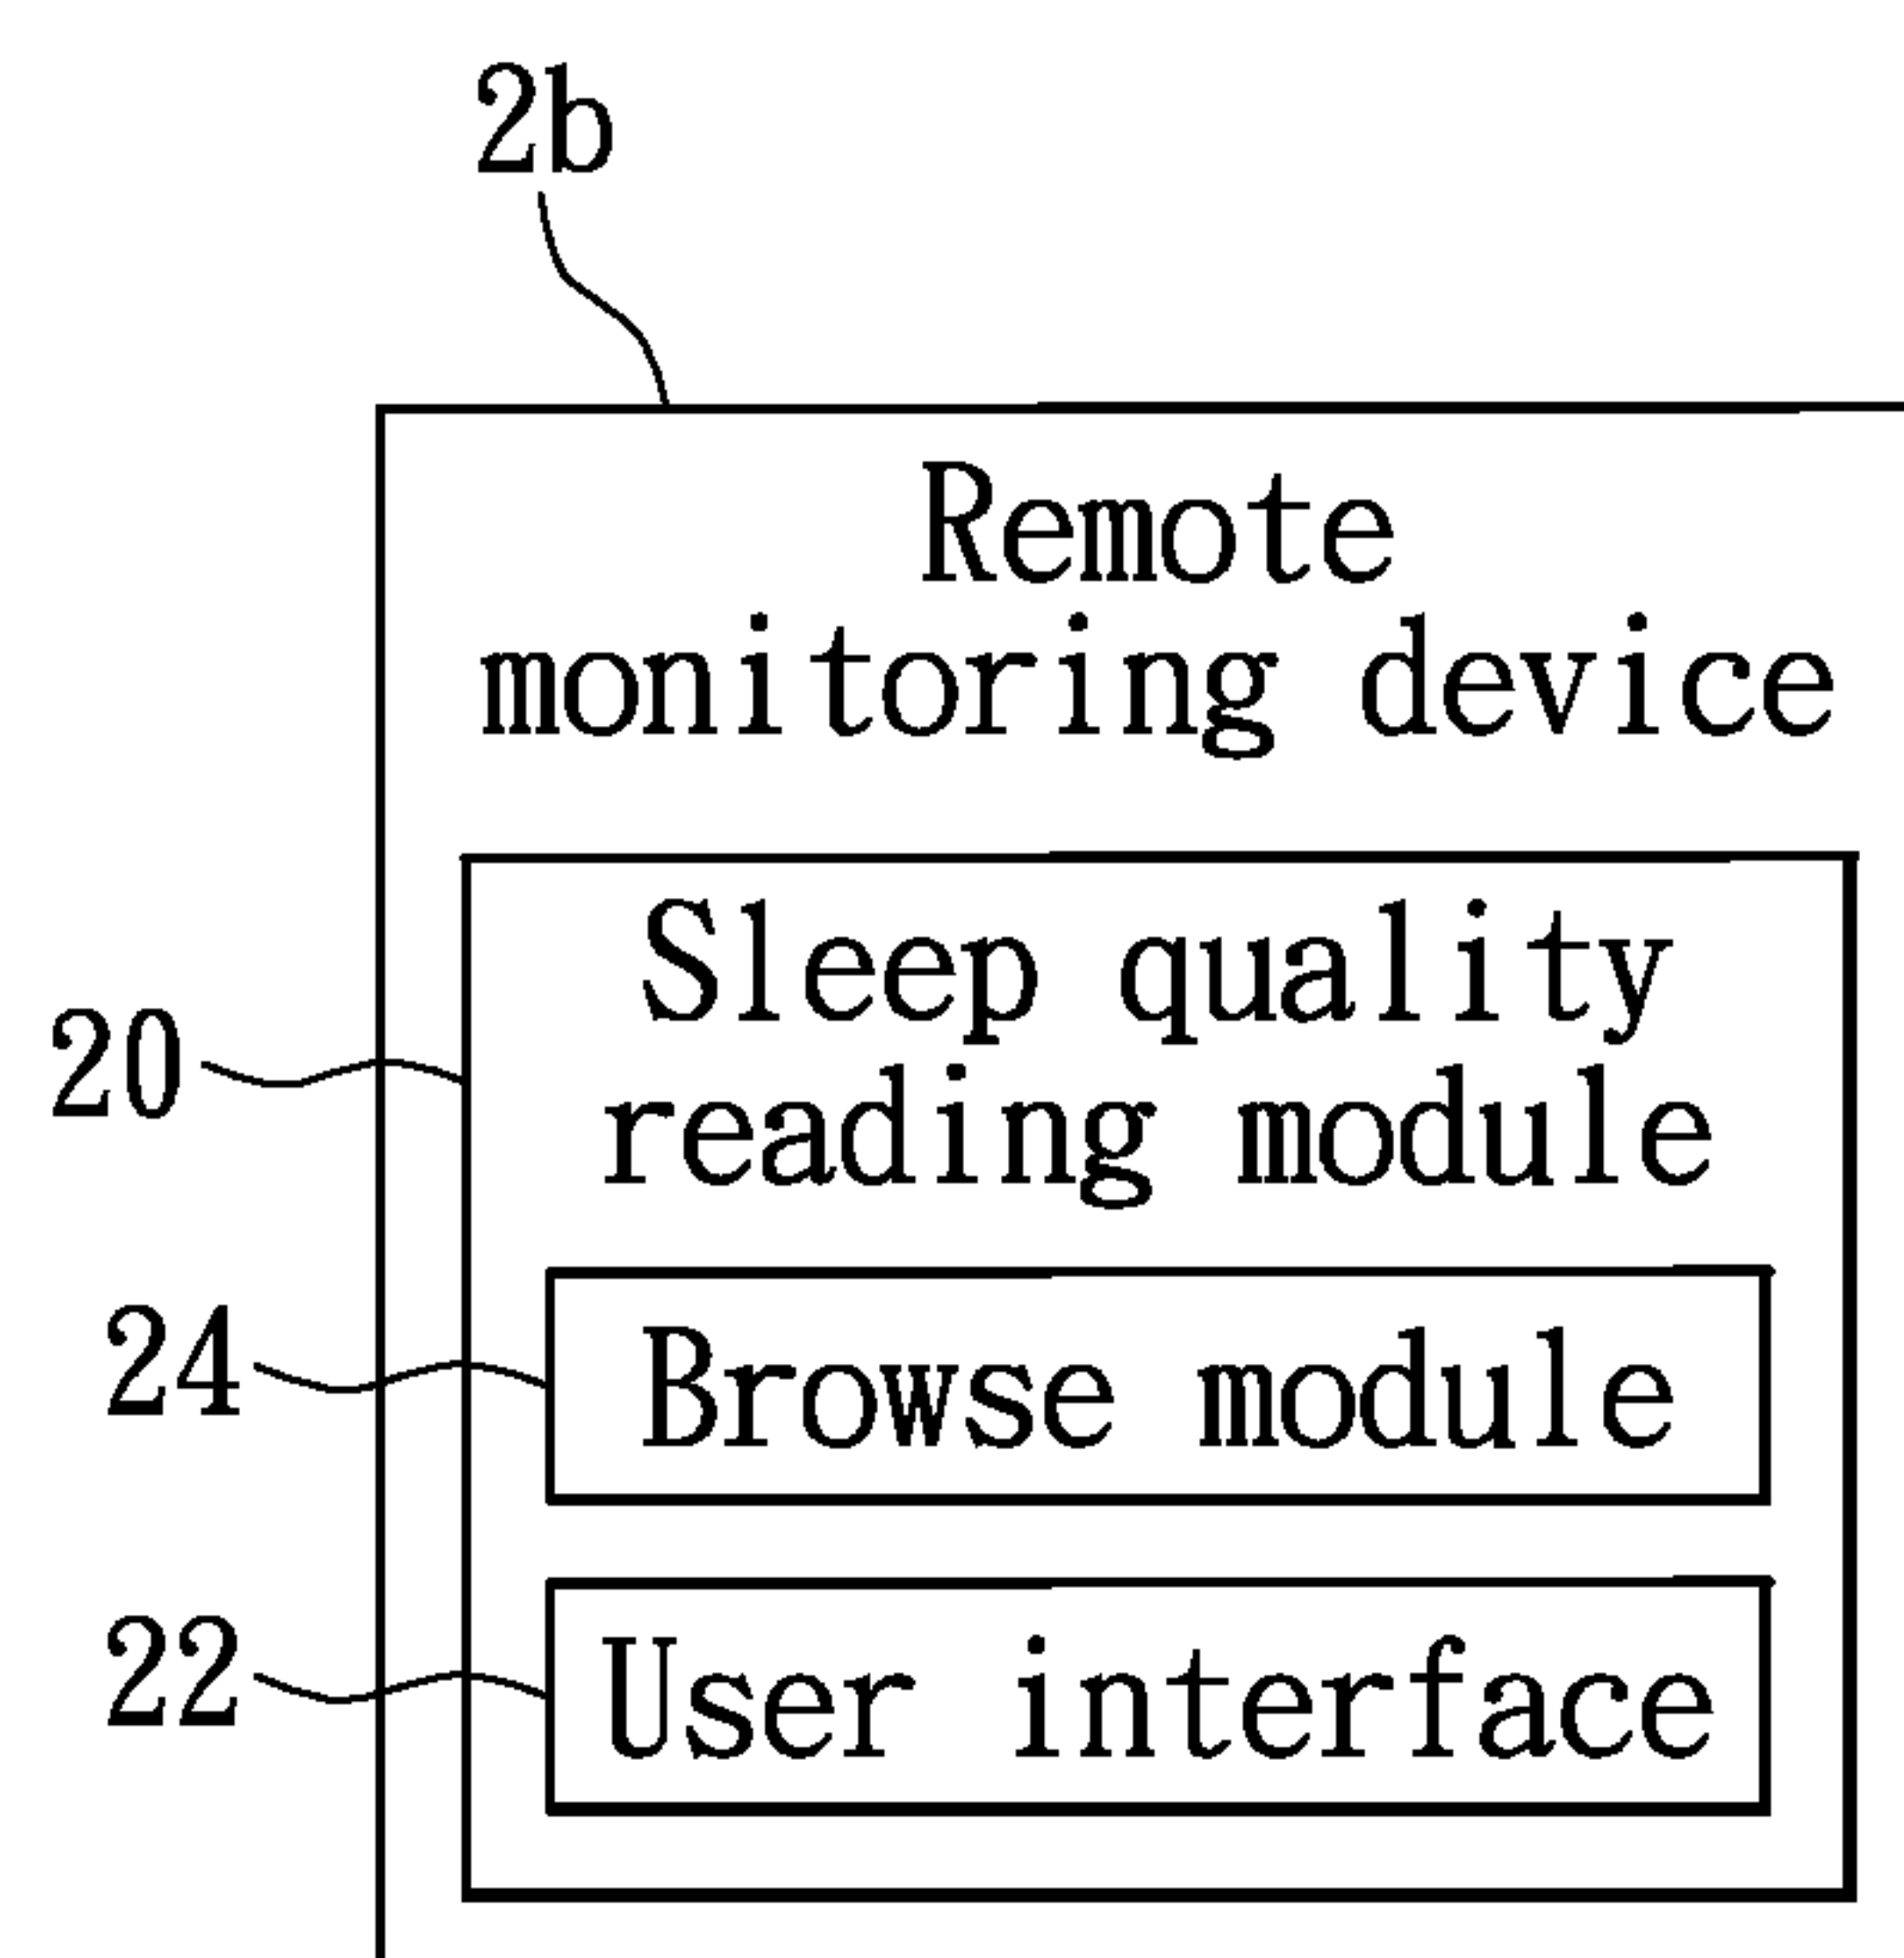 2b
Remote
monitoring device
Sleep quality
20
reading module
24 Browse module
22 User interface